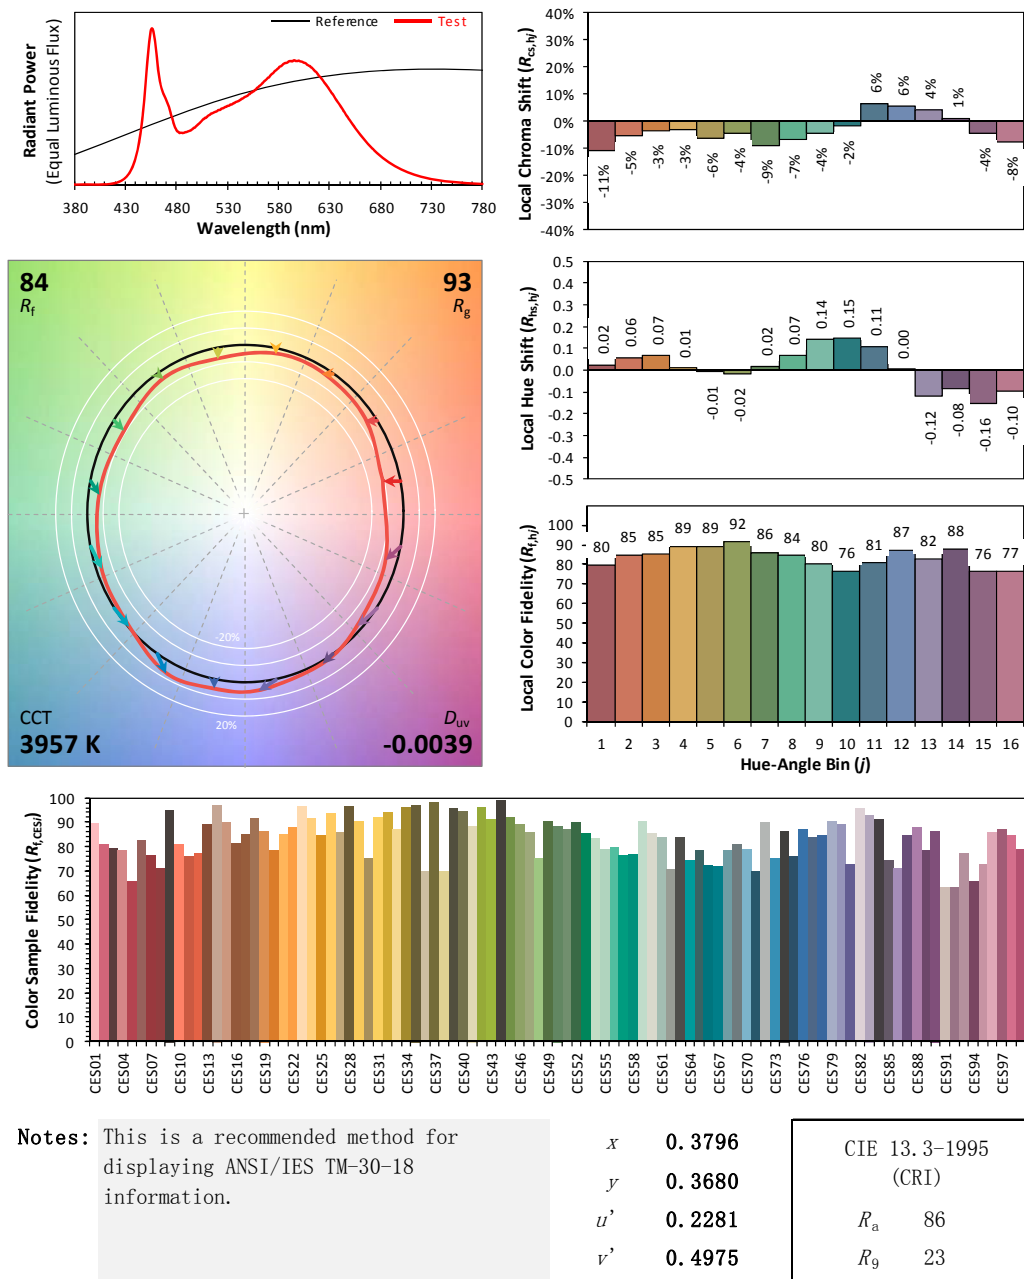 Reference
Test
Radiant Power
(Equal Luminous Flux)
380 430 480 530 580 630 680 730 780
Wavelength (nm)
Local Chroma Shift (Rcs,hj)
40%
30%
20%
10%
0%
-10%
-20%
-30%
-40%
-11% -5% -3% -3% -6% -4% -9% -7% -4% -2% 6% 6% 4% 1% -4% -8%
84
Rf
93
Rg
-20%
20%
CCT
3957 K
Duv
-0.0039
Local Hue Shift (Rhs,hj)
0.5
0.4
0.3
0.2
0.1
0.0
-0.1
-0.2
-0.3
-0.4
-0.5
0.02 0.06 0.07 0.01 -0.01 -0.02 0.02 0.07 0.14 0.15 0.11 0.00 -0.12 -0.08 -0.16 -0.10
Local Color Fidelity (Rf,hj)
100
90
80
70
60
50
40
30
20
10
0
80 85 85 89 89 92 86 84 80 76 81 87 82 88 76 77
1 2 3 4 5 6 7 8 9 10 11 12 13 14 15 16
Hue-Angle Bin (j)
Color Sample Fidelity (Rf,CESi)
100
90
80
70
60
50
40
30
20
10
0
CES01 CES04 CES07 CES10 CES13 CES16 CES19 CES22 CES25 CES28 CES31 CES34 CES37 CES40 CES43 CES46 CES49 CES52 CES55 CES58 CES61 CES64 CES67 CES70 CES73 CES76 CES79 CES82 CES85 CES88 CES91 CES94 CES97
Notes: This is a recommended method for
displaying ANSI/IES TM-30-18
information.
x 0.3796
y 0.3680
u' 0.2281
v' 0.4975
CIE 13.3-1995
(CRI)
Ra 86
R9 23